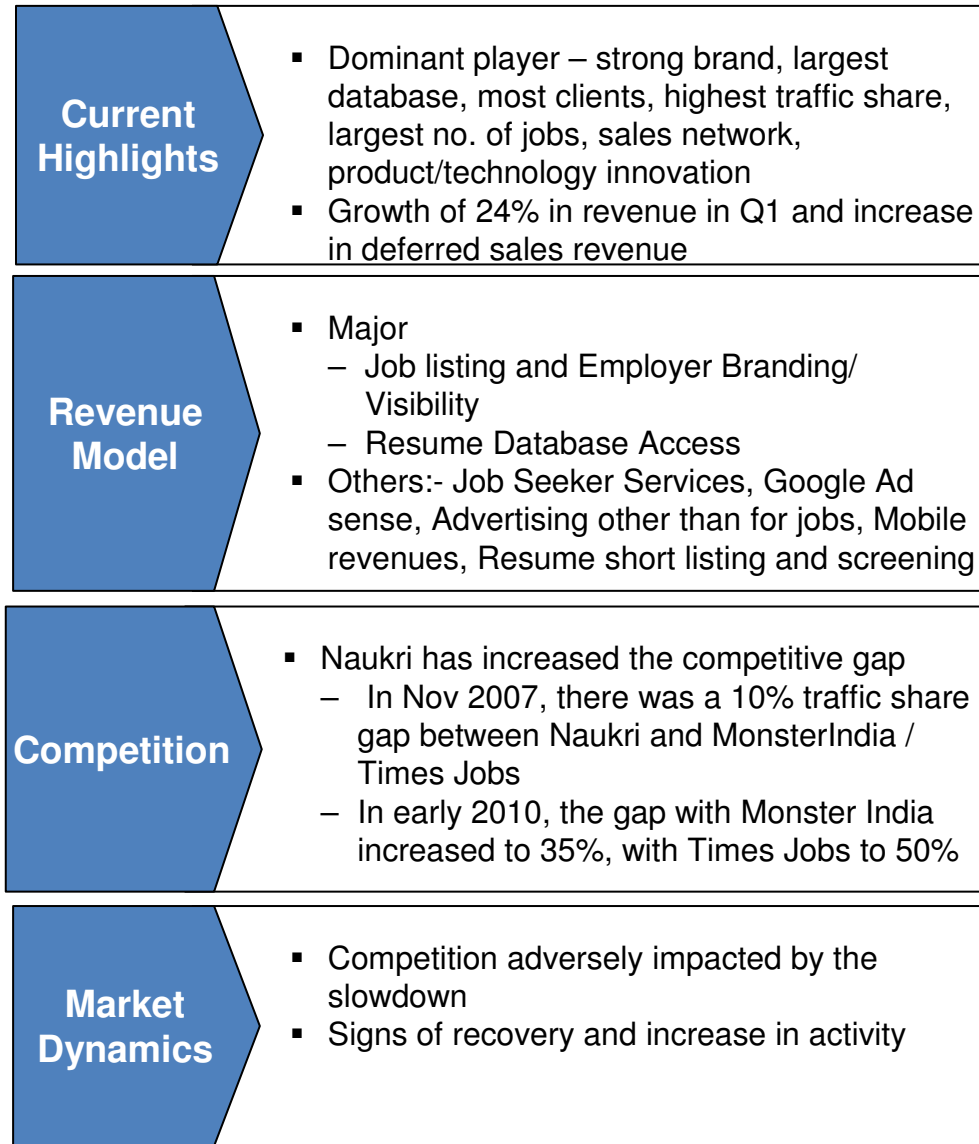 Current
Highlights
▪ Dominant player – strong brand, largest
database, most clients, highest traffic share,
largest no. of jobs, sales network,
product/technology innovation
▪ Growth of 24% in revenue in Q1 and increase
in deferred sales revenue
Revenue
Model
▪ Major
– Job listing and Employer Branding/
Visibility
– Resume Database Access
▪ Others:- Job Seeker Services, Google Ad
sense, Advertising other than for jobs, Mobile
revenues, Resume short listing and screening
Competition
▪ Naukri has increased the competitive gap
– In Nov 2007, there was a 10% traffic share
gap between Naukri and MonsterIndia /
Times Jobs
– In early 2010, the gap with Monster India
increased to 35%, with Times Jobs to 50%
Market
Dynamics
▪ Competition adversely impacted by the
slowdown
▪ Signs of recovery and increase in activity